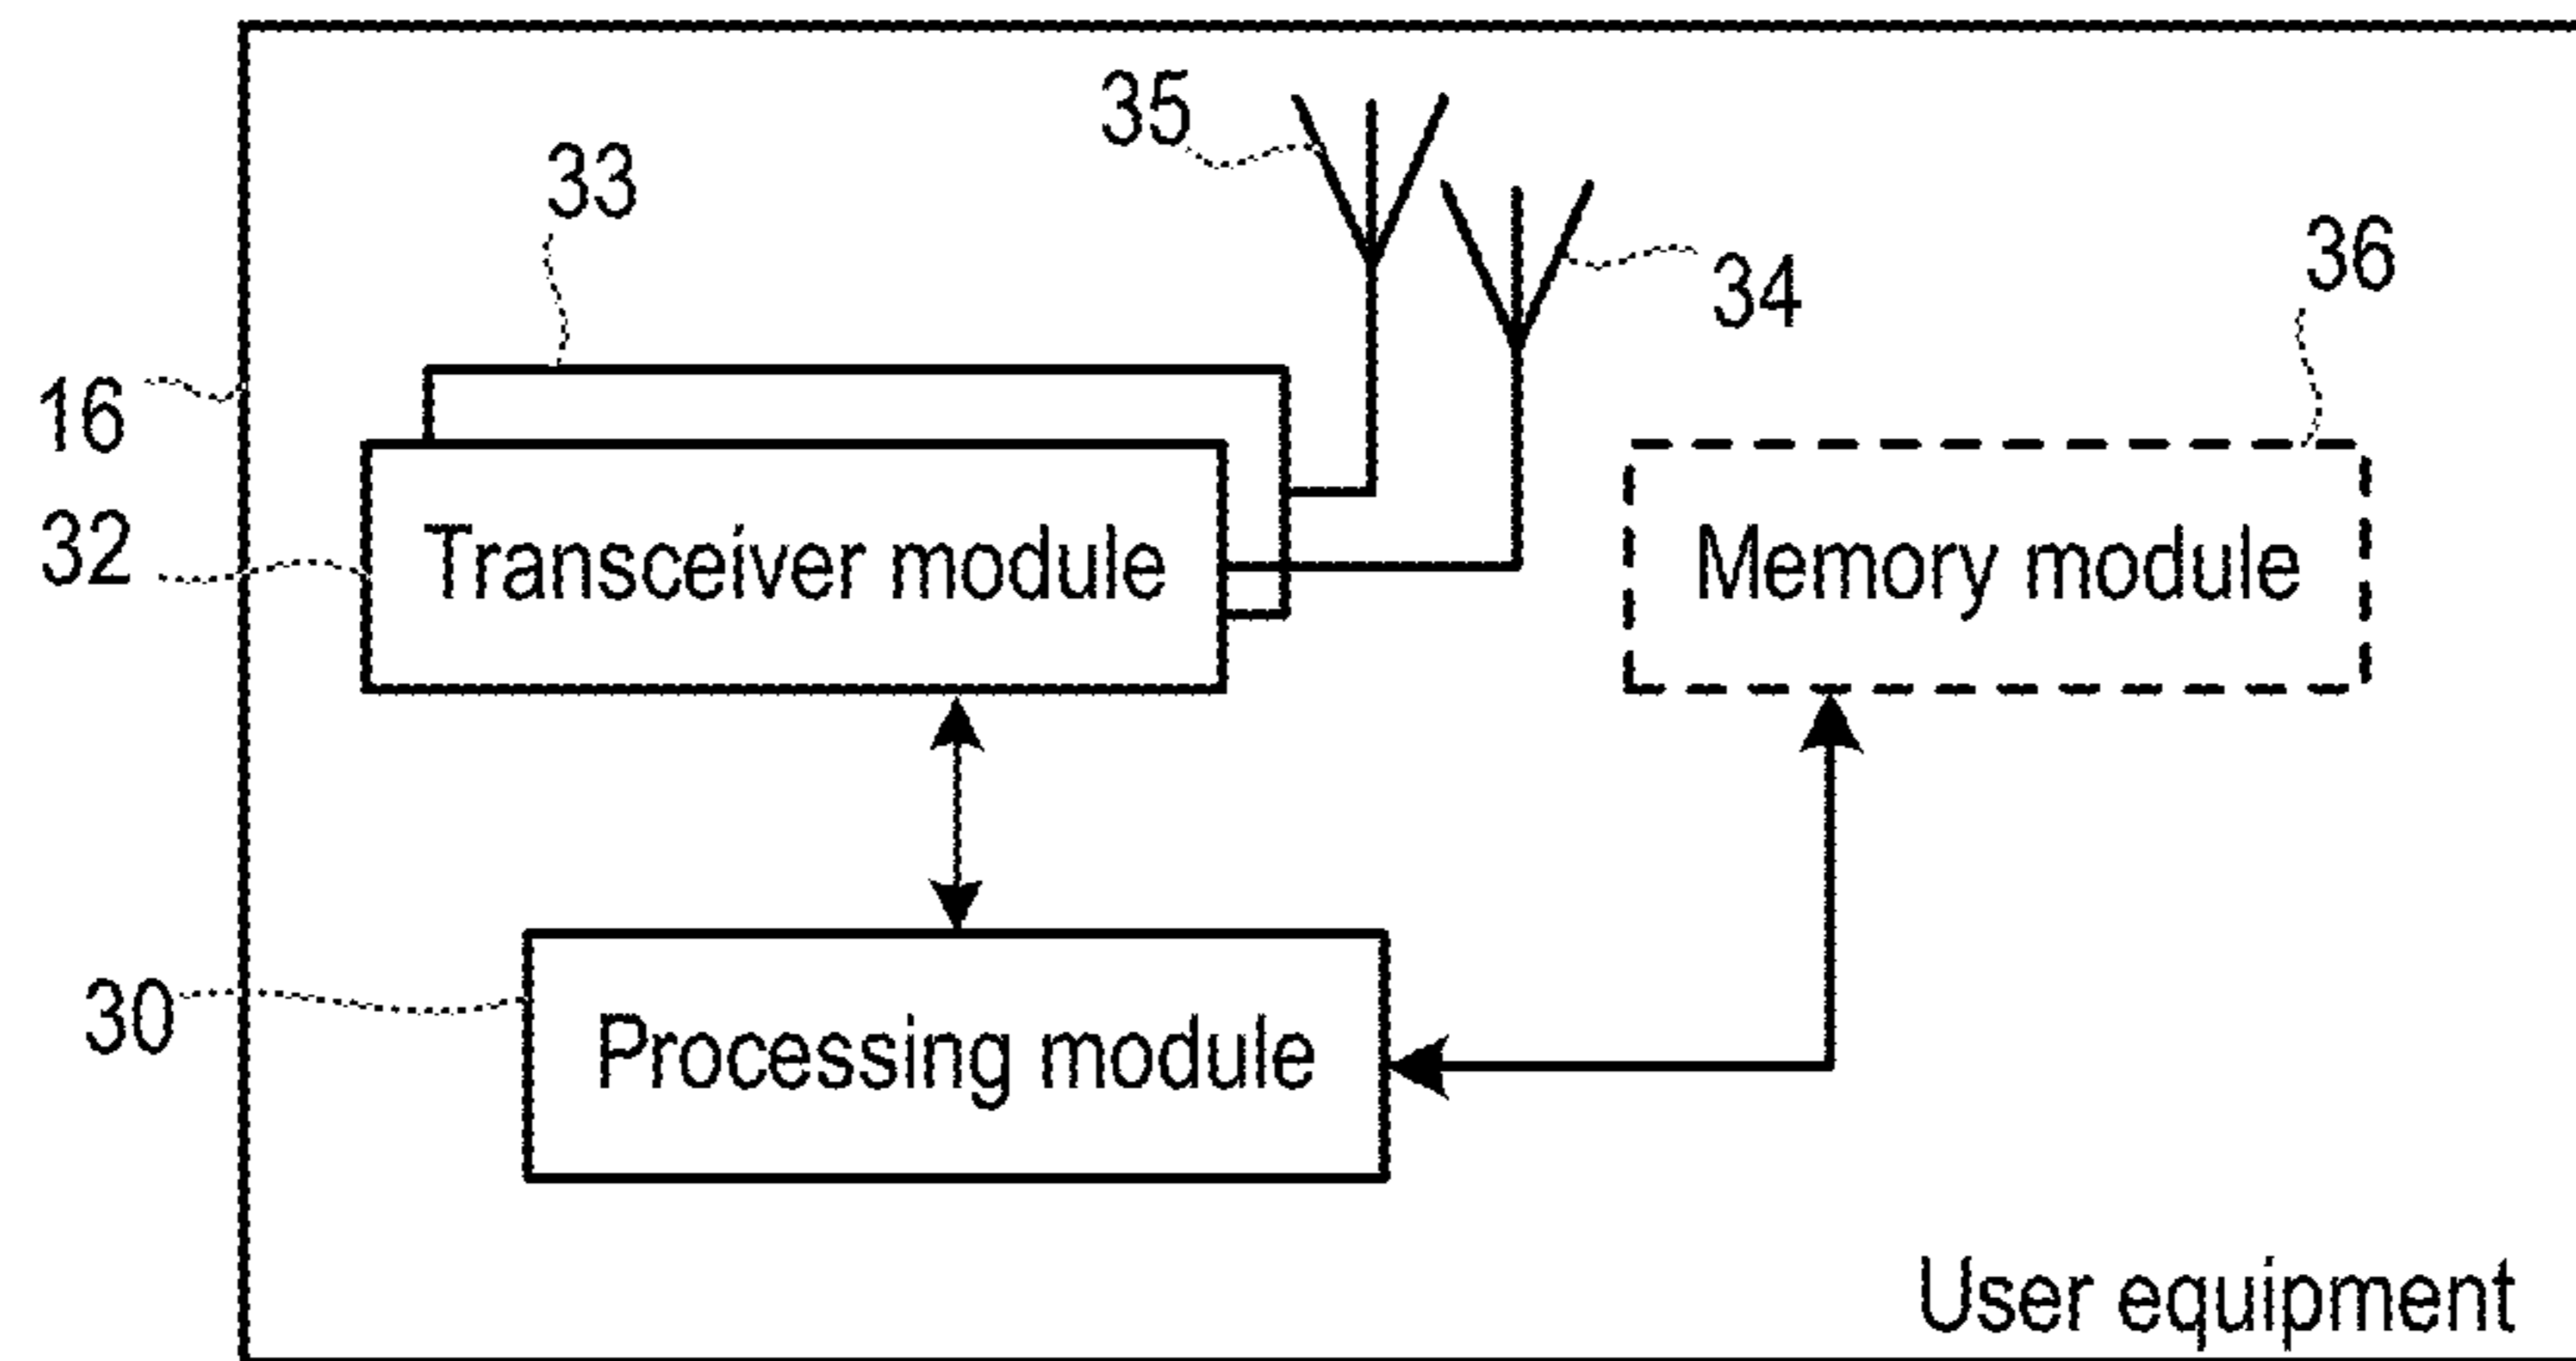 35
33
34
36
16
32
Transceiver module
Memory module
30
Processing module
User equipment